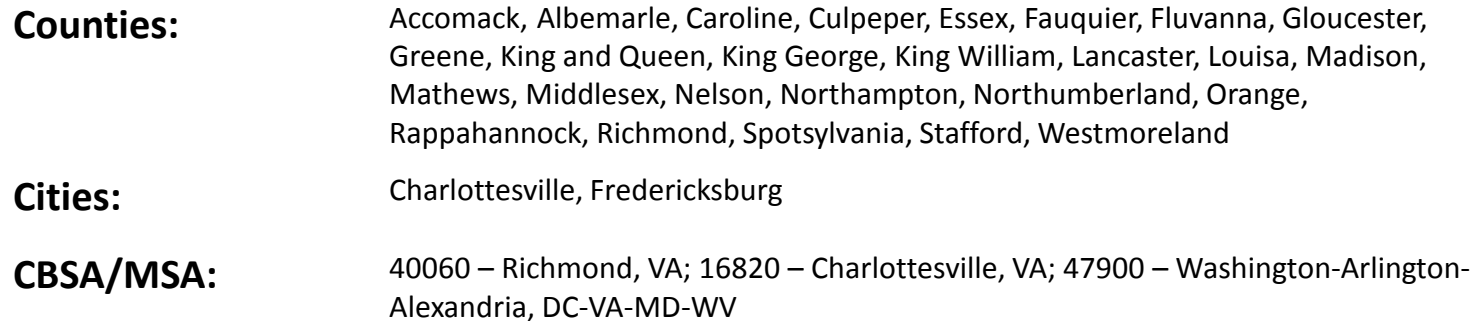 Counties: Accomack, Albemarle, Caroline, Culpeper, Essex, Fauquier, Fluvanna, Gloucester,
Greene, King and Queen, King George, King William, Lancaster, Louisa, Madison,
Mathews, Middlesex, Nelson, Northampton, Northumberland, Orange,
Rappahannock, Richmond, Spotsylvania, Stafford, Westmoreland
Cities: Charlottesville, Fredericksburg
CBSA/MSA: 40060 – Richmond, VA; 16820 – Charlottesville, VA; 47900 – Washington-Arlington-
Alexandria, DC-VA-MD-WV